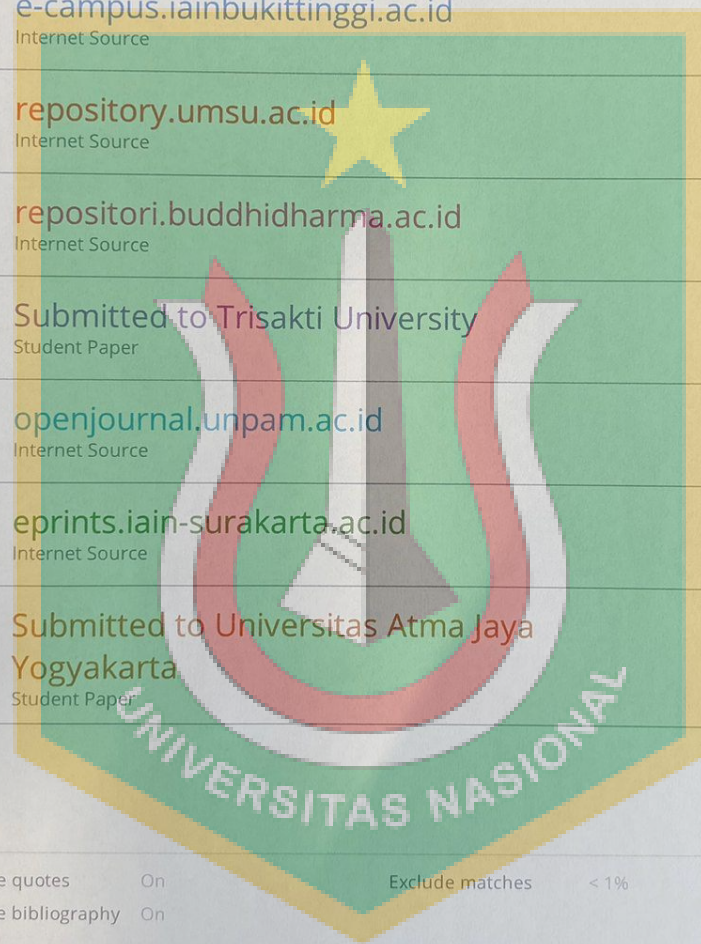 e-campus.iainbukittinggi.ac.id
Internet Source
repository.umsu.ac.id
Internet Source
repositori.buddhidharma.ac.id
Internet Source
Submitted to Trisakti University
Student Paper
openjournal.unpam.ac.id
Internet Source
eprints.iain-surakarta.ac.id
Internet Source
Submitted to Universitas Atma Jaya
Yogyakarta
Student Paper
UNIVERSITAS NASIONAL
e quotes On Exclude matches < 1%
e bibliography On